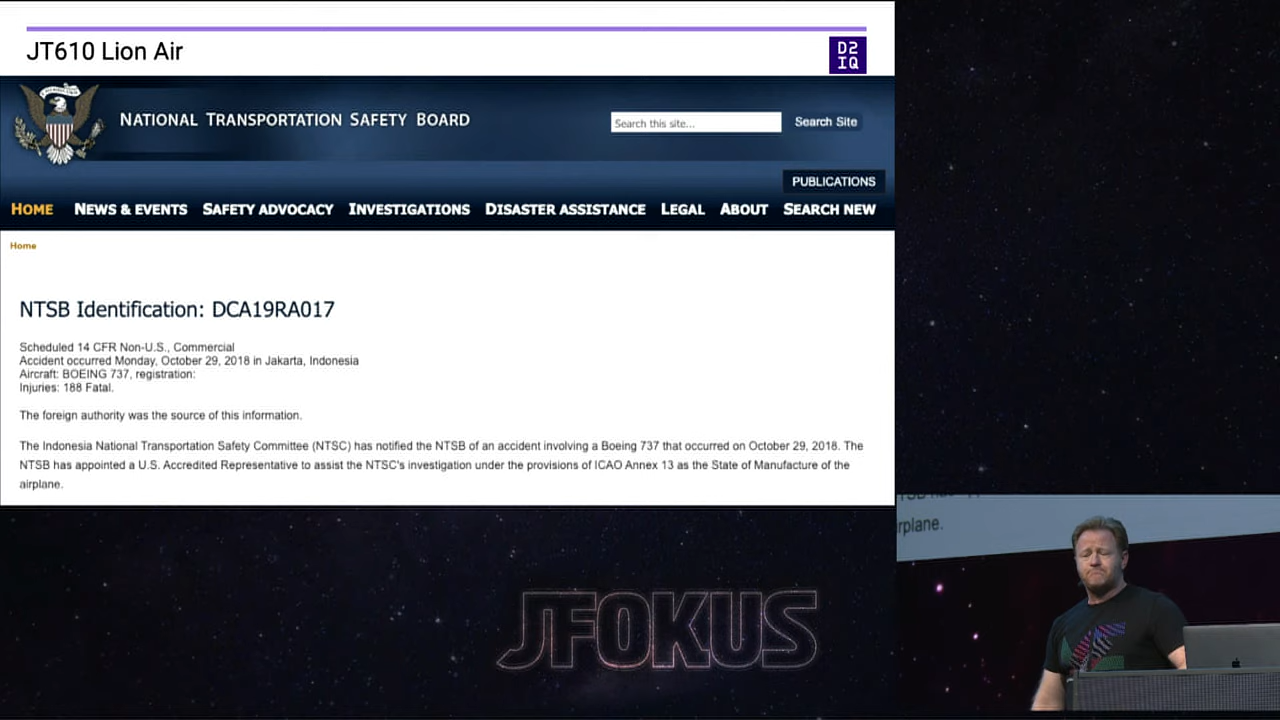 JT610 Lion Air
D2
IQ
NATIONAL TRANSPORTATION SAFETY BOARD
Search this site...
Search Site
PUBLICATIONS
HOME NEWS & EVENTS SAFETY ADVOCACY INVESTIGATIONS DISASTER ASSISTANCE LEGAL ABOUT SEARCH NEW
Home
NTSB Identification: DCA19RA017
Scheduled 14 CFR Non-U.S., Commercial
Accident occurred Monday, October 29, 2018 in Jakarta, Indonesia
Aircraft: BOEING 737, registration:
Injuries: 188 Fatal.
The foreign authority was the source of this information.
The Indonesia National Transportation Safety Committee (NTSC) has notified the NTSB of an accident involving a Boeing 737 that occurred on October 29, 2018. The
NTSB has appointed a U.S. Accredited Representative to assist the NTSC's investigation under the provisions of ICAO Annex 13 as the State of Manufacture of the
airplane.
rplane.
JFOKUS